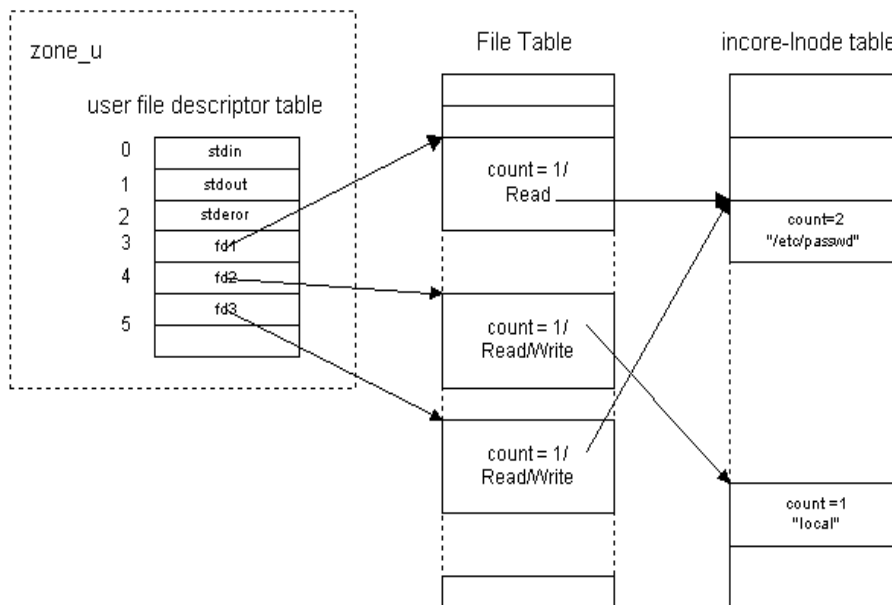 File Table
incore-Inode table
zone_u
user file descriptor table
0
stdin
1
stdout
2
stderor
3
fd1
4
fd2
fd3
5
count = 1/
Read
count = 1/
Read/Write
count = 1/
Read/Write
count=2
"/etc/passwd"
count =1
"local"